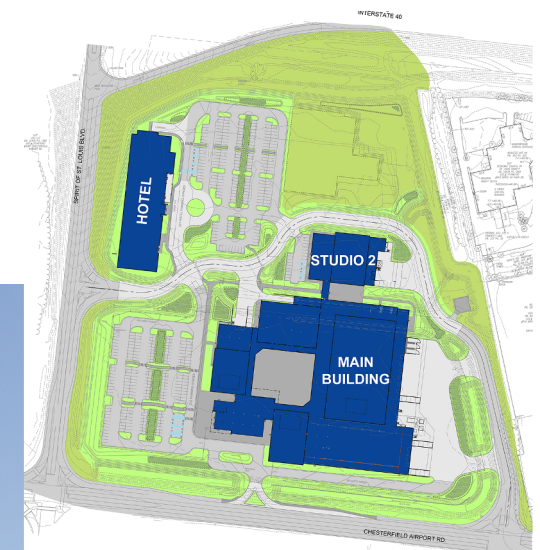 INTERSTATE 40
SPIRIT OF ST. LOUIS BLVD.
HOTEL
STUDIO 2
MAIN
BUILDING
CHESTERFIELD AIRPORT RD.